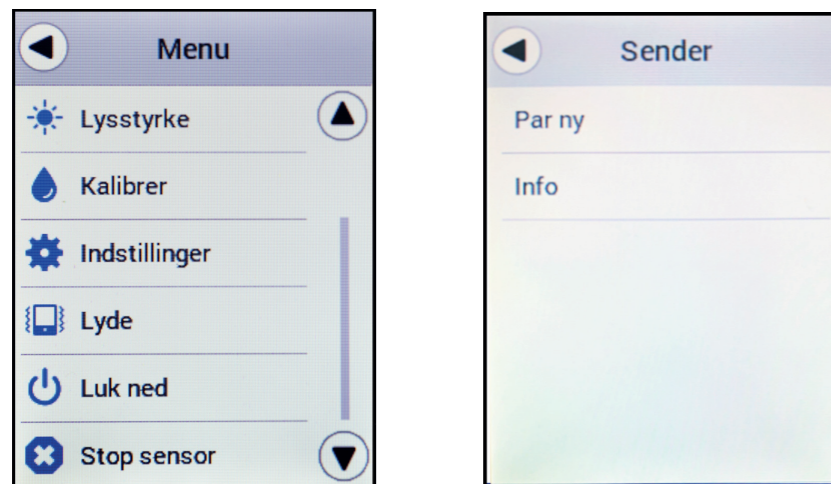 Menu
Lysstyrke
Kalibrer
Indstillinger
Lyde
Luk ned
Stop sensor
Sender
Par ny
Info